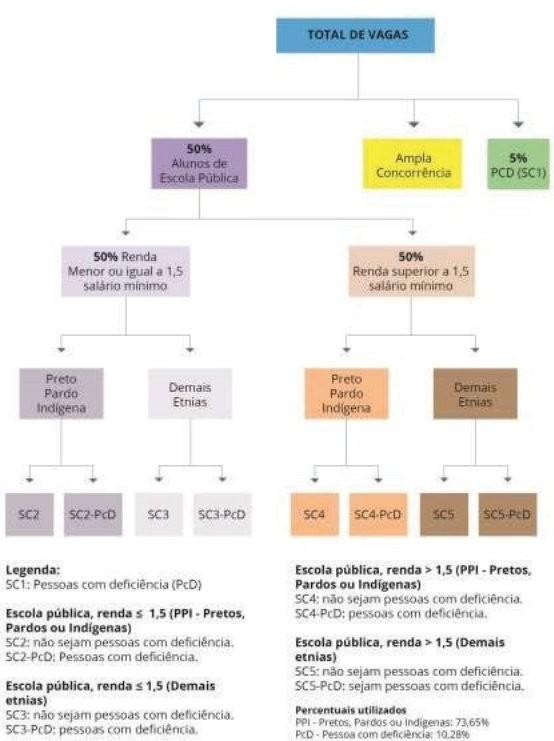 TOTAL DE VAGAS
50%
Alunos de
Escola Pública
Ampla
Concorrência
5%
PCD (SC1)
50% Renda
Menor ou igual a 1,5
salário mínimo
50%
Renda superior a 1,5
salário mínimo
Preto
Pardo
Indígena
Demais
Etnias
Preto
Pardo
Indígena
Demais
Etnias
SC2
SC2-PcD
SC3
SC3-PcD
SC4
SC4-PcD
SC5
SC5-PcD
Legenda:
SC1: Pessoas com deficiência (PcD)
Escola pública, renda ≤ 1,5 (PPI - Pretos,
Pardos ou Indígenas)
SC2: não sejam pessoas com deficiência.
SC2-PcD: Pessoas com deficiência.
Escola pública, renda ≤ 1,5 (Demais
etnias)
SC3: não sejam pessoas com deficiência.
SC3-PcD: pessoas com deficiência.
Escola pública, renda > 1,5 (PPI - Pretos,
Pardos ou Indígenas)
SC4: não sejam pessoas com deficiência.
SC4-PcD: pessoas com deficiência.
Escola pública, renda > 1,5 (Demais
etnias)
SC5: não sejam pessoas com deficiência.
SC5-PcD: sejam pessoas com deficiência.
Percentuais utilizados
PPI - Pretos, Pardos ou Indígenas: 73,65%
PcD - Pessoa com deficiência: 10,28%